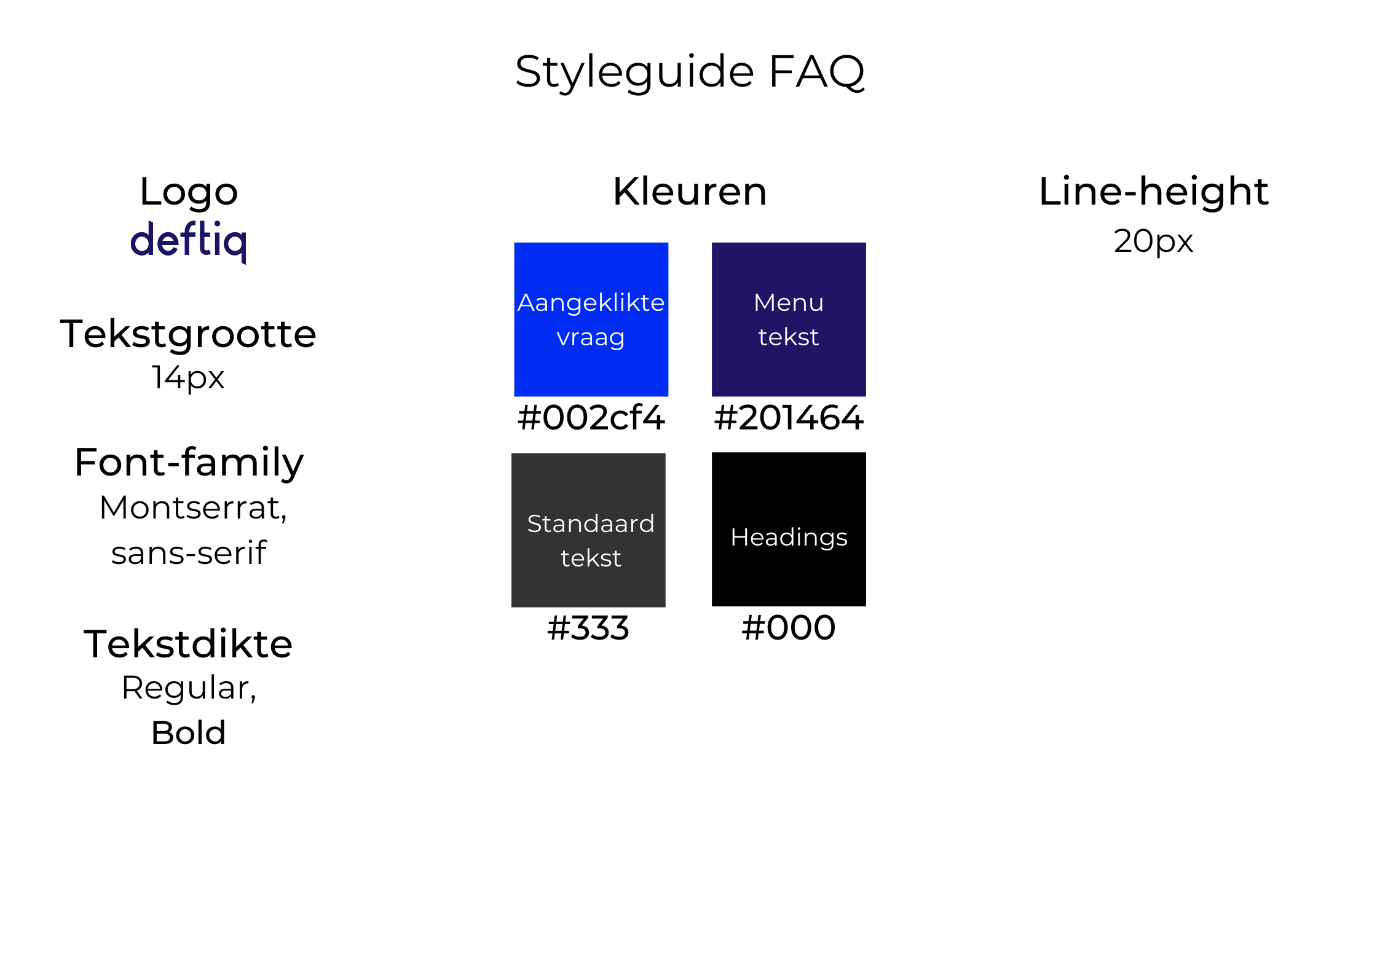 Styleguide FAQ
Logo
deftiq
Tekstgrootte
14px
Font-family
Montserrat,
sans-serif
Tekstdikte
Regular,
Bold
Kleuren
Aangeklikte
vraag
#002cf4
Menu
tekst
#201464
Standaard
tekst
#333
Headings
#000
Line-height
20px